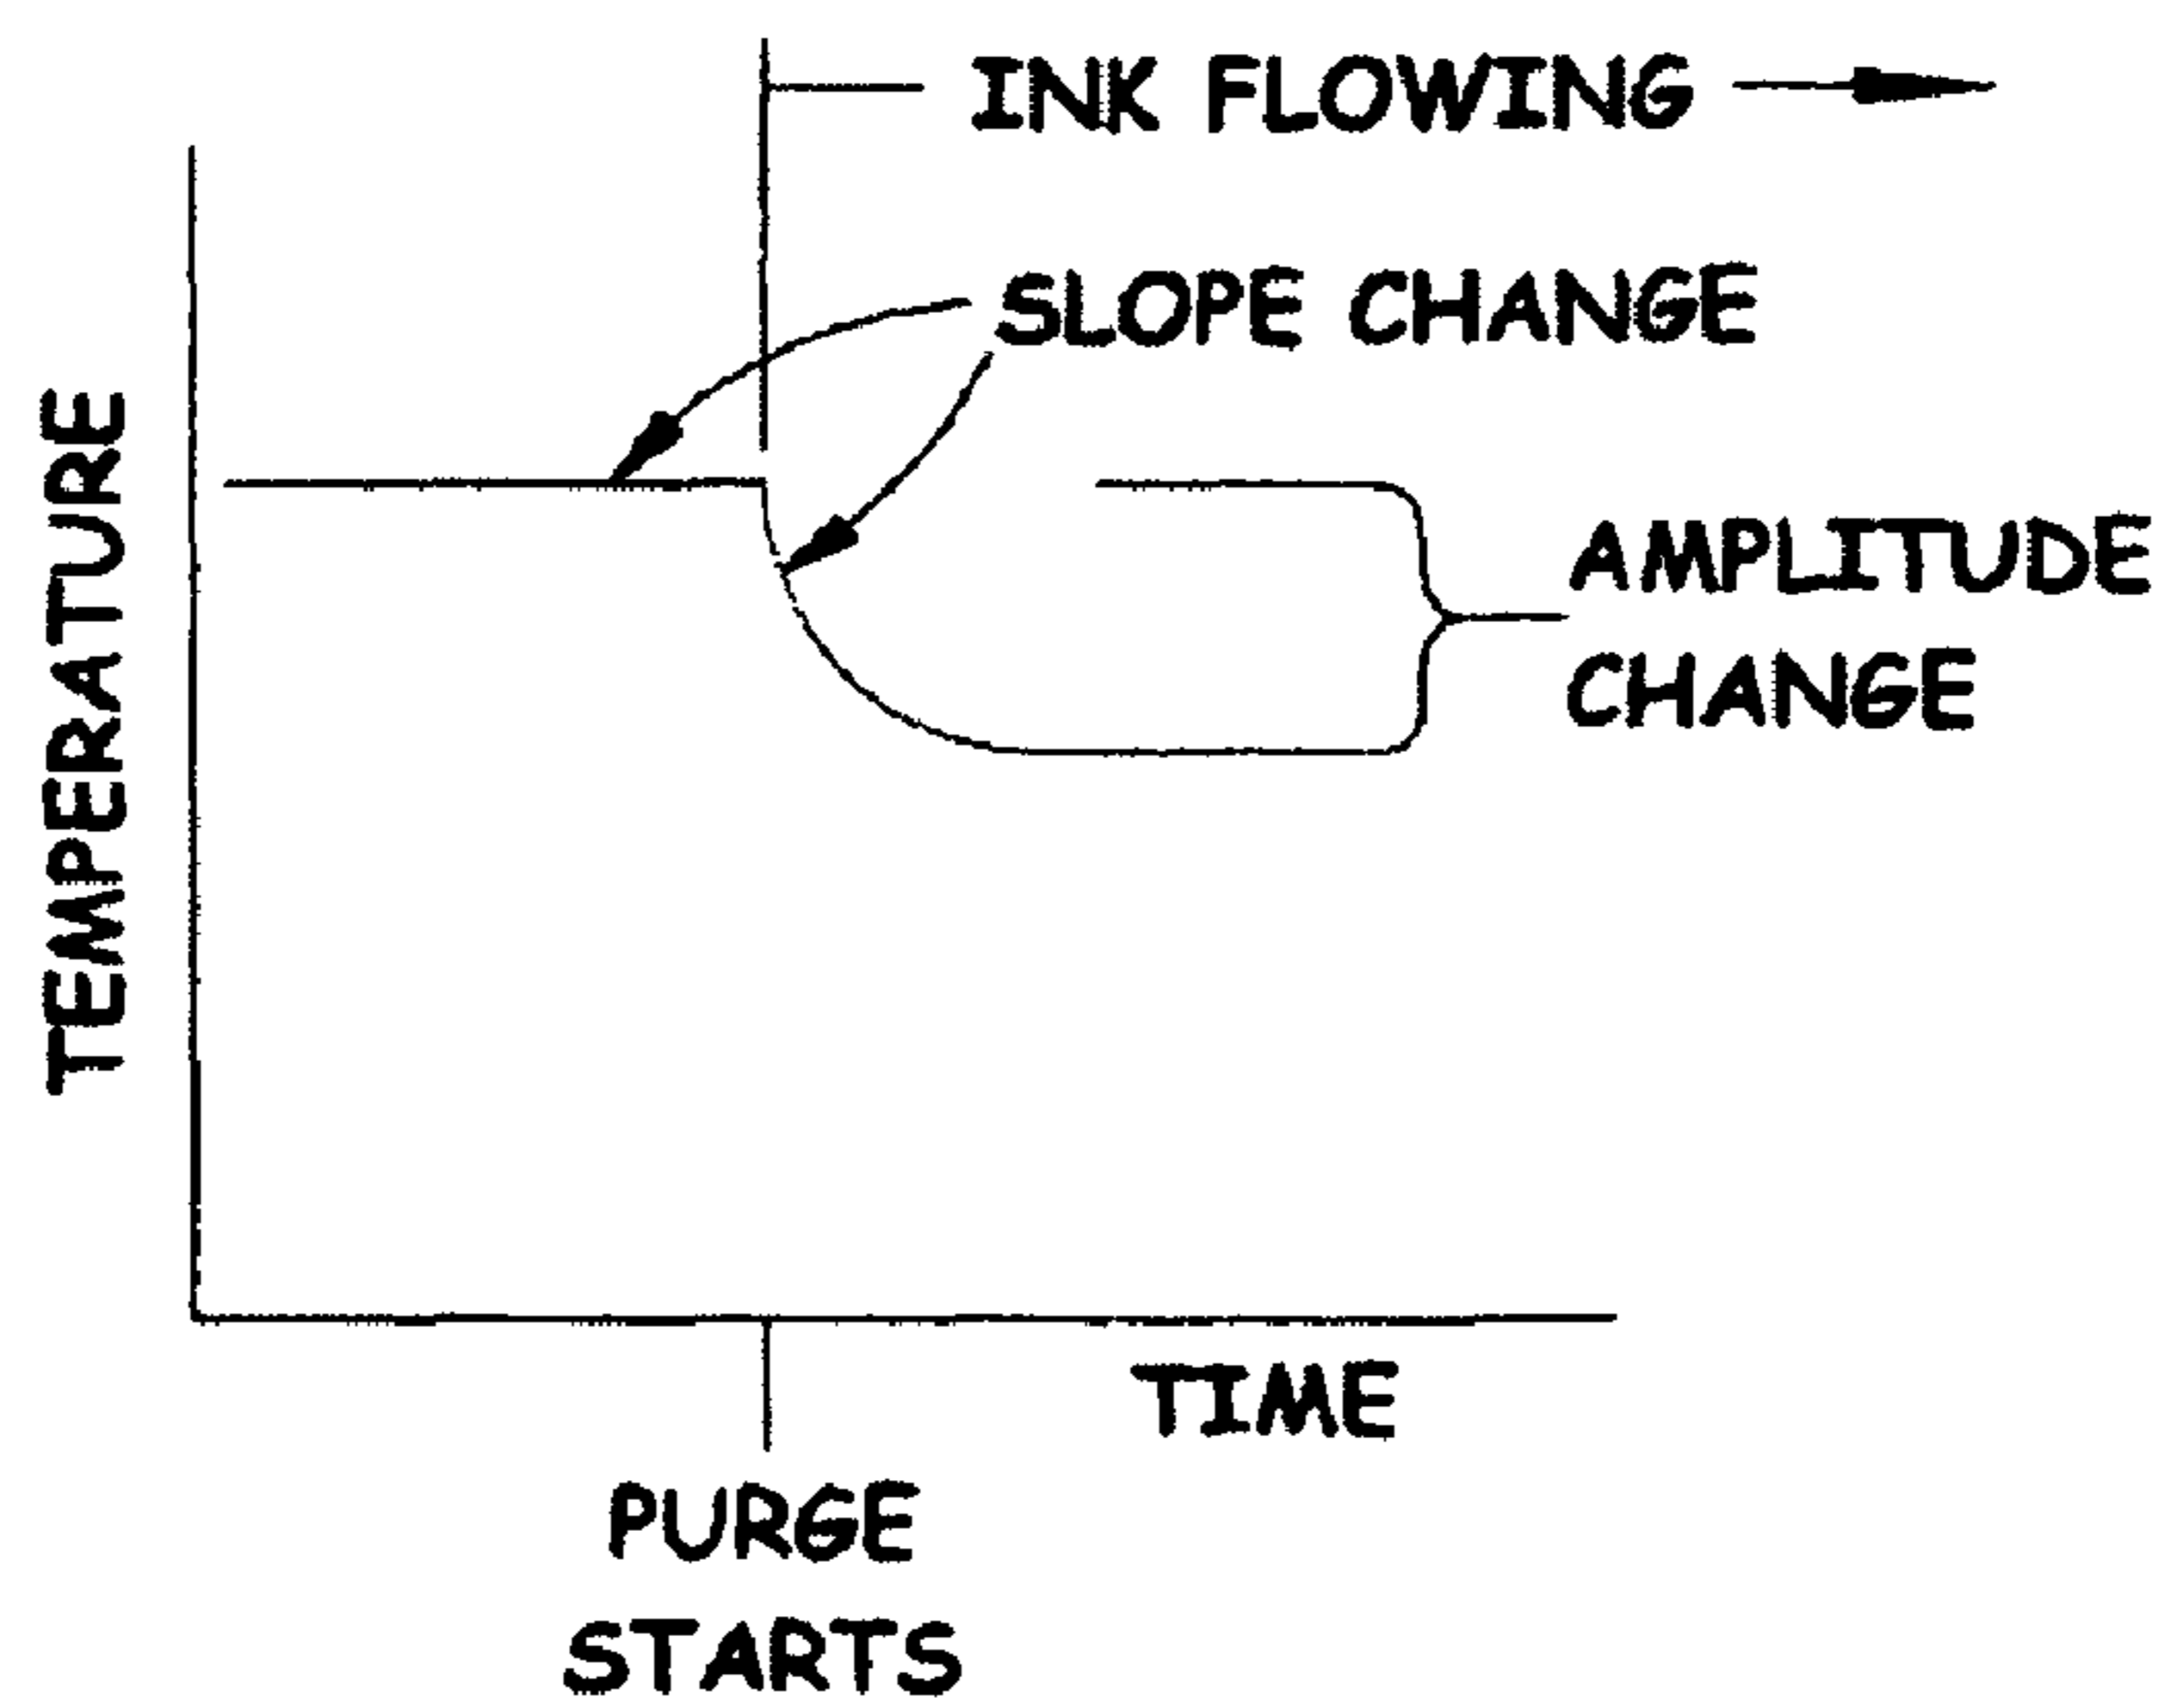 INK FLOWING
SLOPE CHANGE
TEMPERATURE
AMPLITUDE
CHANGE
TIME
PURGE
STARTS